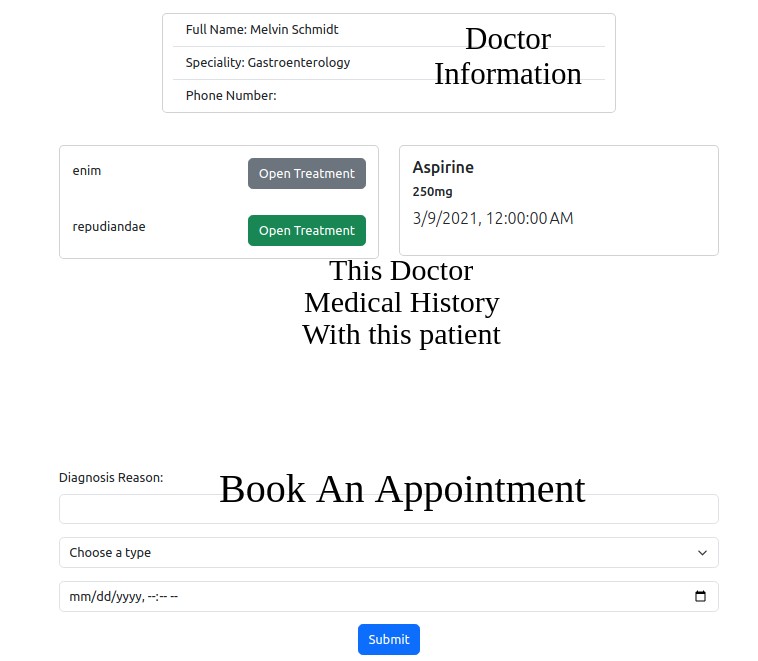 Full Name: Melvin Schmidt
Doctor
Speciality: Gastroenterology
Information
Phone Number:
enim
Open Treatment
repudiandae
Open Treatment
Aspirine
250mg
3/9/2021, 12:00:00 AM
This Doctor
Medical History
With this patient
Diagnosis Reason:
Book An Appointment
Choose a type
mm/dd/yyyy, --:-- --
Submit